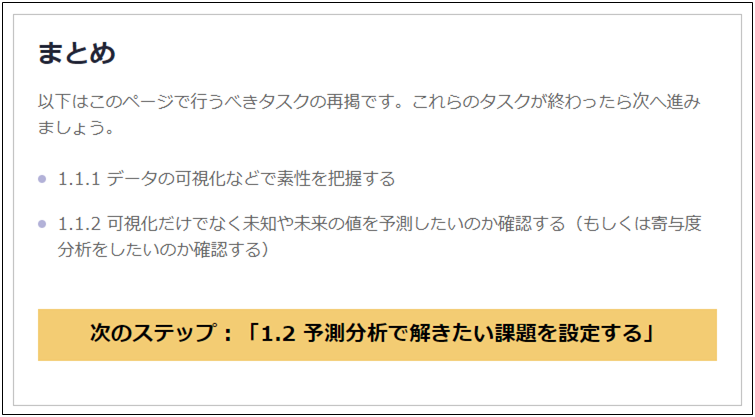 まとめ
以下はこのページで行うべきタスクの再掲です。これらのタスクが終わったら次へ進み
ましょう。
1.1.1 データの可視化などで素性を把握する
1.1.2 可視化だけでなく未知や未来の値を予測したいのか確認する（もしくは寄与度
分析をしたいのか確認する）
次のステップ：「1.2 予測分析で解きたい課題を設定する」